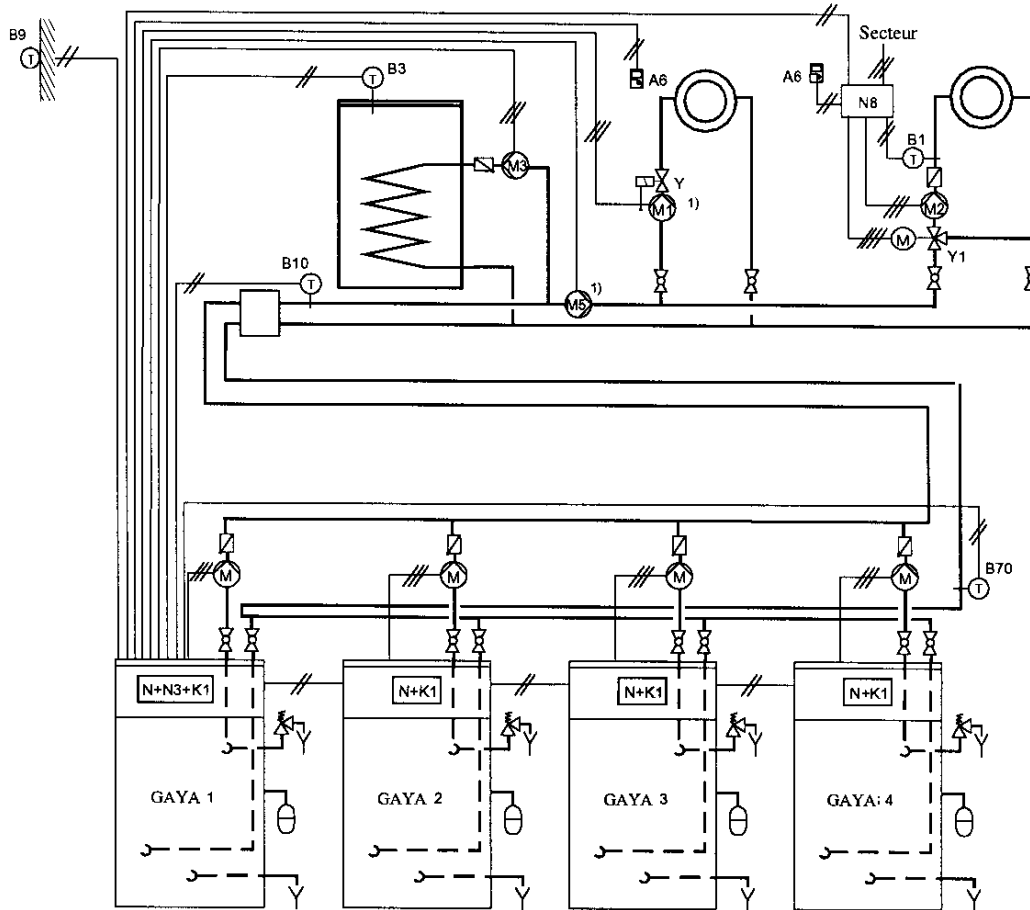 B9
T
B3
T
A6
Secteur
A6
N8
B1
T
M3
Y
M1
1)
M2
M
Y1
B10
T
M5
1)
M
M
M
M
B70
T
N+N3+K1
N+K1
N+K1
N+K1
GAYA 1
GAYA 2
GAYA 3
GAYA: 4